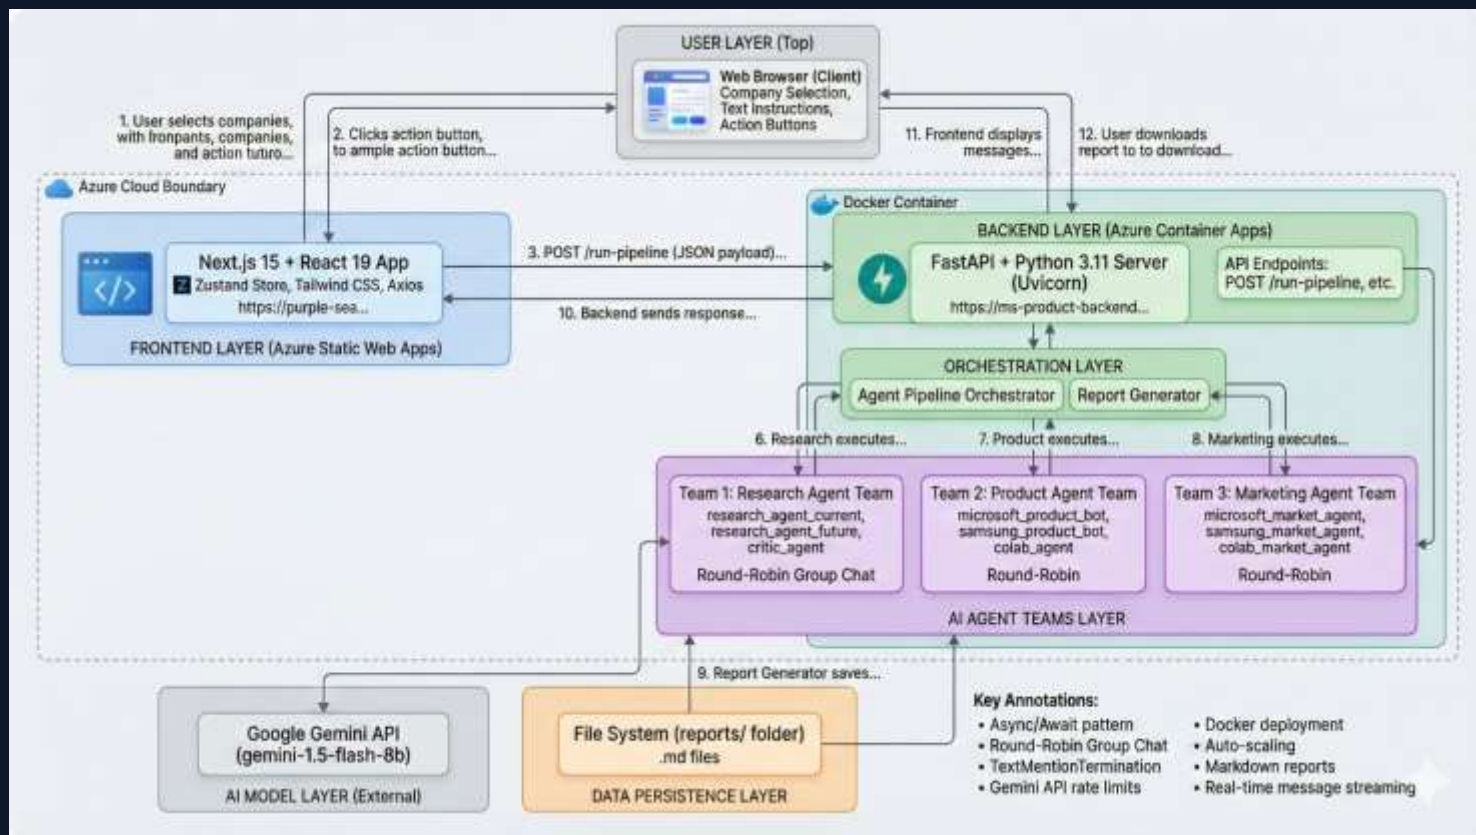 USER LAYER (Top)
Web Browser (Client)
Company Selection,
Text Instructions,
Action Buttons
1. User selects companies,
with Ironpants, companies,
and action tuturo...
2. Clicks action button,
to ample action button...
11. Frontend displays
messages...
12. User downloads
report to to download...
Azure Cloud Boundary
Docker Container
Next.js 15 + React 19 App
Zustand Store, Tailwind CSS, Axios
https://purple-sea...
FRONTEND LAYER (Azure Static Web Apps)
3. POST /run-pipeline (JSON payload)...
10. Backend sends response...
BACKEND LAYER (Azure Container Apps)
FastAPI + Python 3.11 Server
(Uvicorn)
https://ms-product-backend...
API Endpoints:
POST /run-pipeline, etc.
ORCHESTRATION LAYER
Agent Pipeline Orchestrator
Report Generator
6. Research executes...
7. Product executes...
8. Marketing executes...
Team 1: Research Agent Team
research_agent_current,
research_agent_future,
critic_agent
Round-Robin Group Chat
Team 2: Product Agent Team
microsoft_product_bot,
samsung_product_bot,
colab_agent
Round-Robin
Team 3: Marketing Agent Team
microsoft_market_agent,
samsung_market_agent,
colab_market_agent
Round-Robin
AI AGENT TEAMS LAYER
9. Report Generator saves...
Google Gemini API
(gemini-1.5-flash-8b)
AI MODEL LAYER (External)
File System (reports/ folder)
.md files
DATA PERSISTENCE LAYER
Key Annotations:
• Async/Await pattern
• Round-Robin Group Chat
• TextMentionTermination
• Gemini API rate limits
• Docker deployment
• Auto-scaling
• Markdown reports
• Real-time message streaming